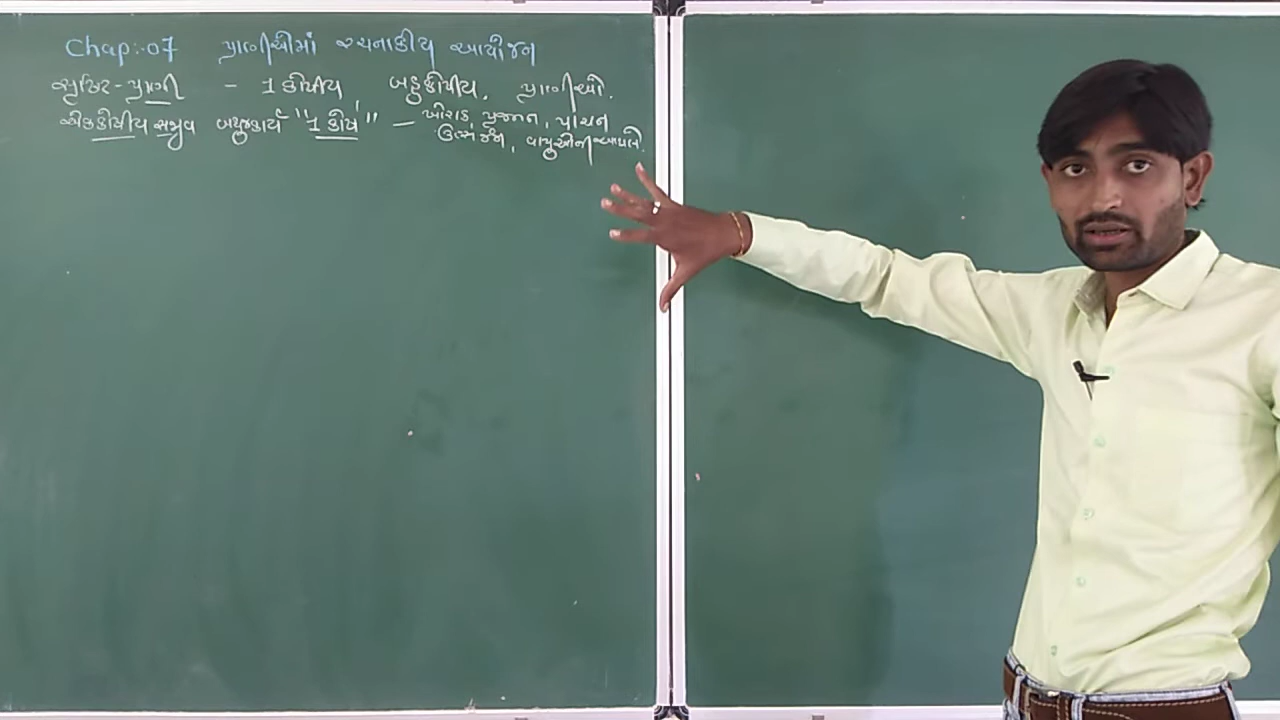 Chap:-07 પ્રાણીઓમાં રચનાકીય આયોજન
સૃષ્ટિ-પ્રાણી - 1 કોષીય, બહુકોષીય. પ્રાણીઓ.
એકકોષીય સજીવ બધુજ કાર્ય "1 કોષ" - ખોરાક, પ્રજનન, પાચન
ઉત્સર્જન, વાયુઓની આપલે.